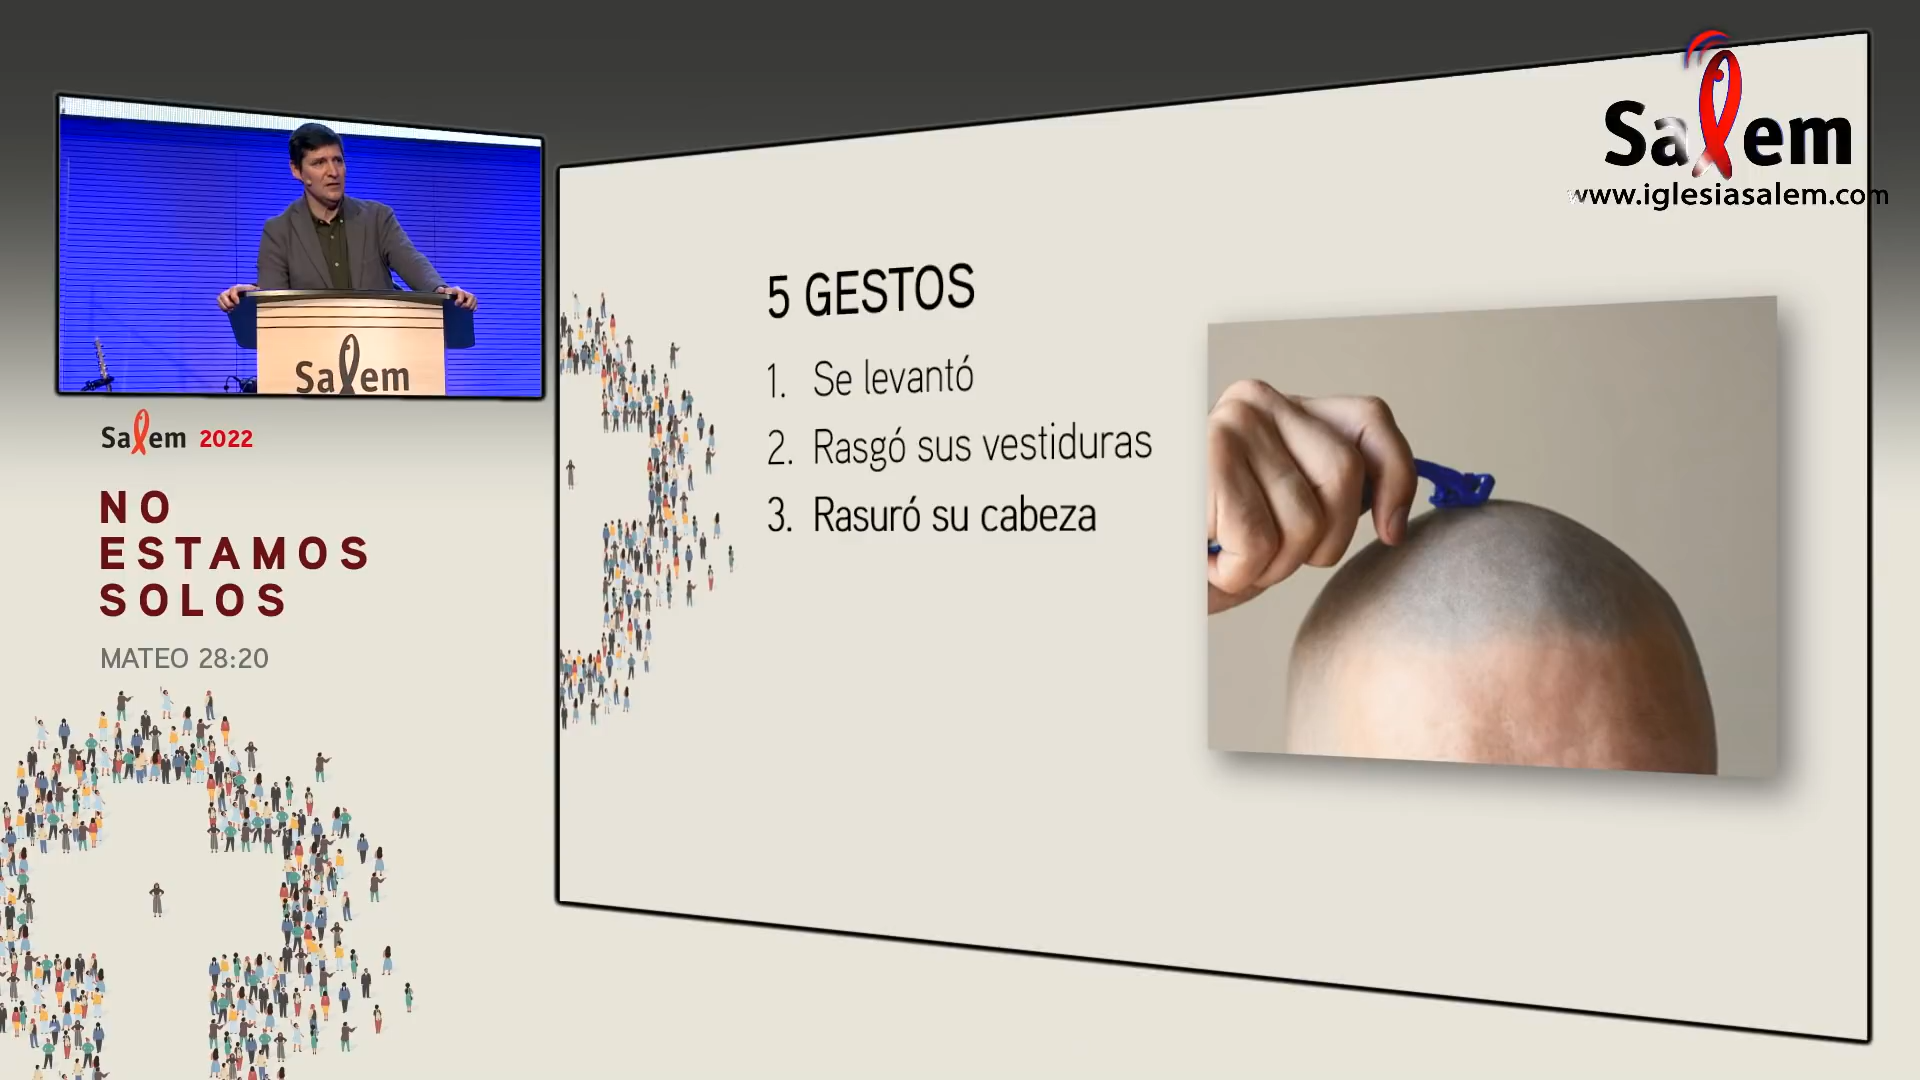 Salem
www.iglesiasalem.com
Salem
Salem 2022
NO
ESTAMOS
SOLOS
MATEO 28:20
5 GESTOS
1. Se levantó
2. Rasgó sus vestiduras
3. Rasuró su cabeza